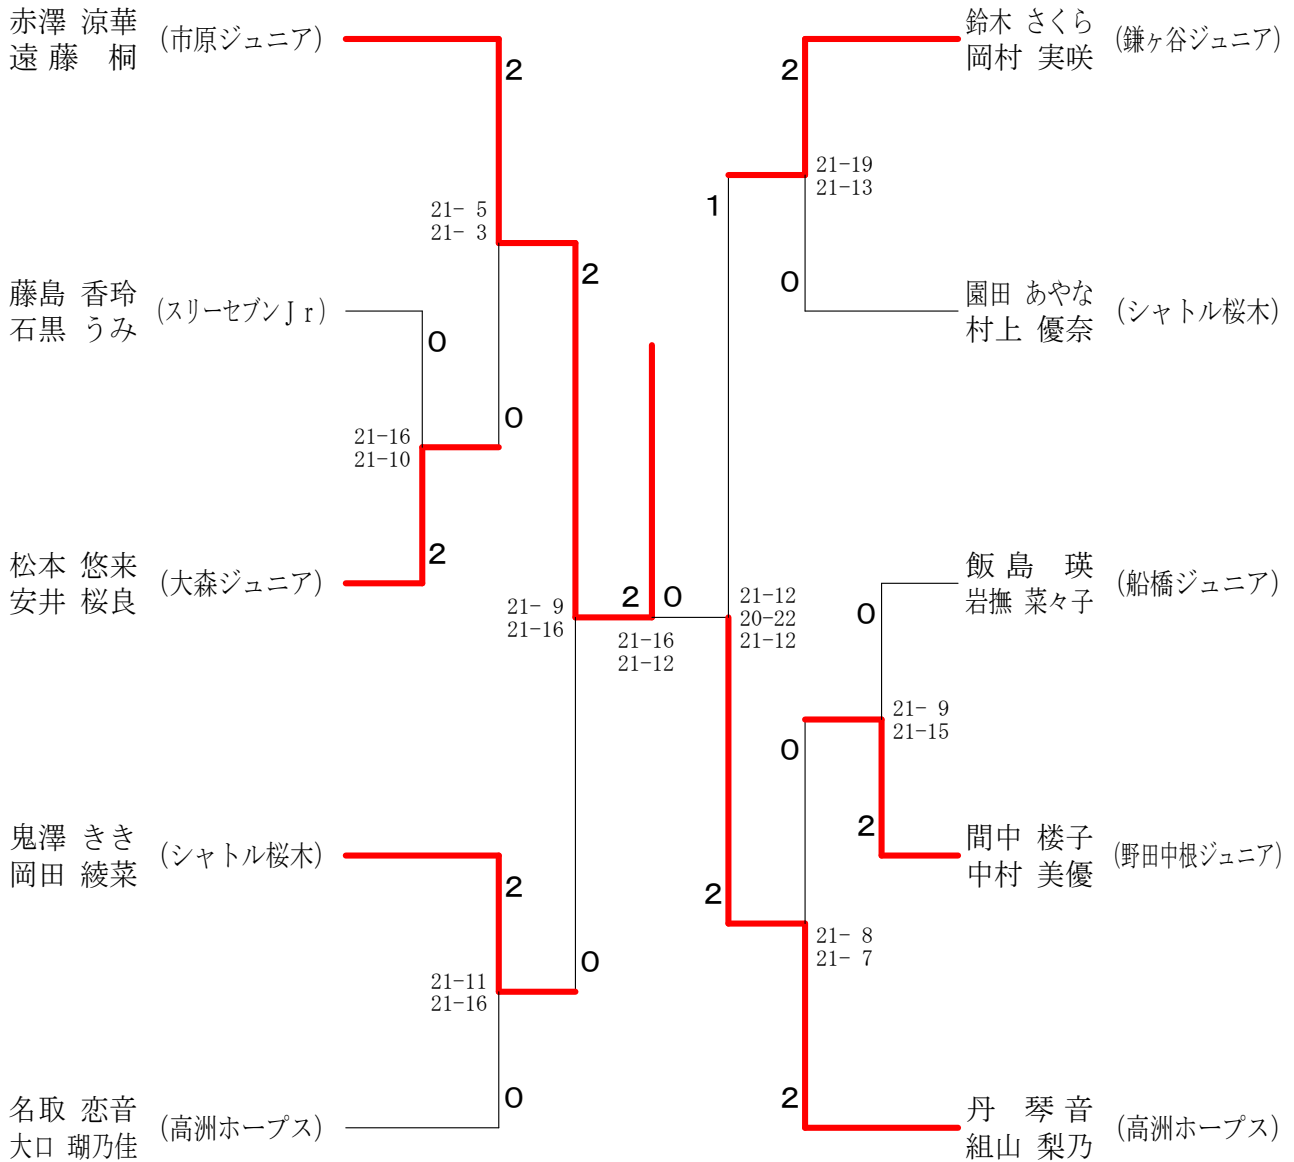 赤澤 涼華
遠藤 桐
(市原ジュニア)
2
21- 5
21- 3
2
藤島 香玲
石黒 うみ
(スリーセブンＪｒ)
0
0
21-16
21-10
2
松本 悠来
安井 桜良
(大森ジュニア)
21- 9
21-16
2
0
21-16
21-12
鬼澤 きき
岡田 綾菜
(シャトル桜木)
2
21-11
21-16
0
0
名取 恋音
大口 瑚乃佳
(高洲ホープス)
鈴木 さくら
岡村 実咲
(鎌ヶ谷ジュニア)
2
21-19
21-13
1
0
園田 あやな
村上 優奈
(シャトル桜木)
21-12
20-22
21-12
飯島 瑛
岩撫 菜々子
(船橋ジュニア)
0
21- 9
21-15
0
2
間中 楼子
中村 美優
(野田中根ジュニア)
2
21- 8
21- 7
2
丹 琴音
組山 梨乃
(高洲ホープス)